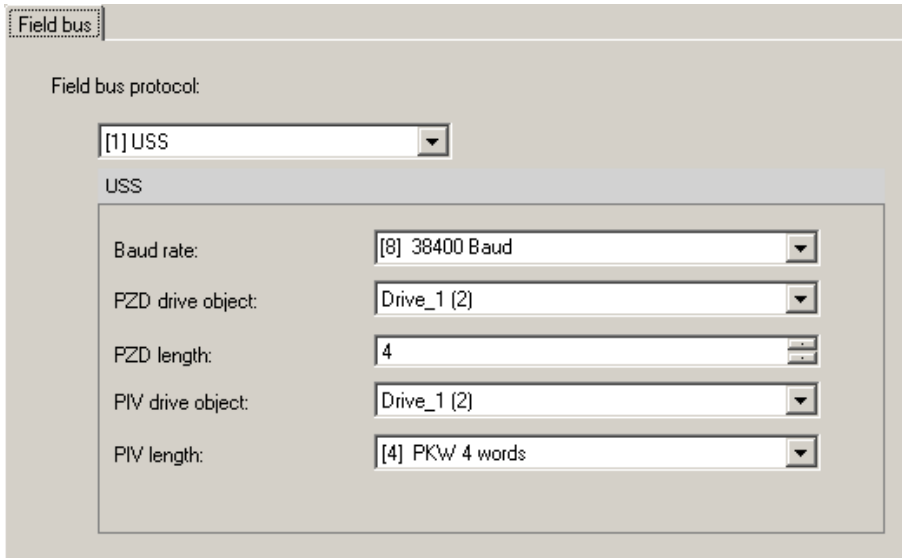 Field bus
Field bus protocol:
[1] USS
USS
Baud rate: [8] 38400 Baud
PZD drive object: Drive_1 (2)
PZD length: 4
PIV drive object: Drive_1 (2)
PIV length: [4] PKW 4 words